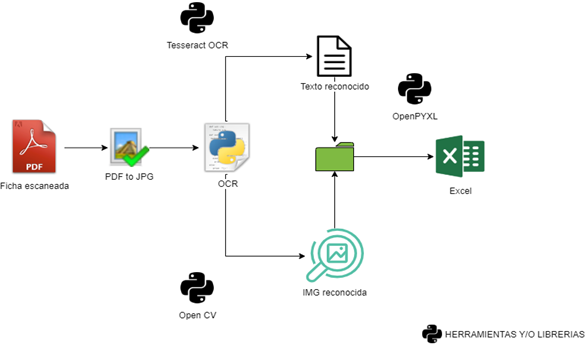 Tesseract OCR
Texto reconocido
OpenPYXL
PDF
Ficha escaneada
PDF to JPG
OCR
Excel
IMG reconocida
Open CV
HERRAMIENTAS Y/O LIBRERIAS